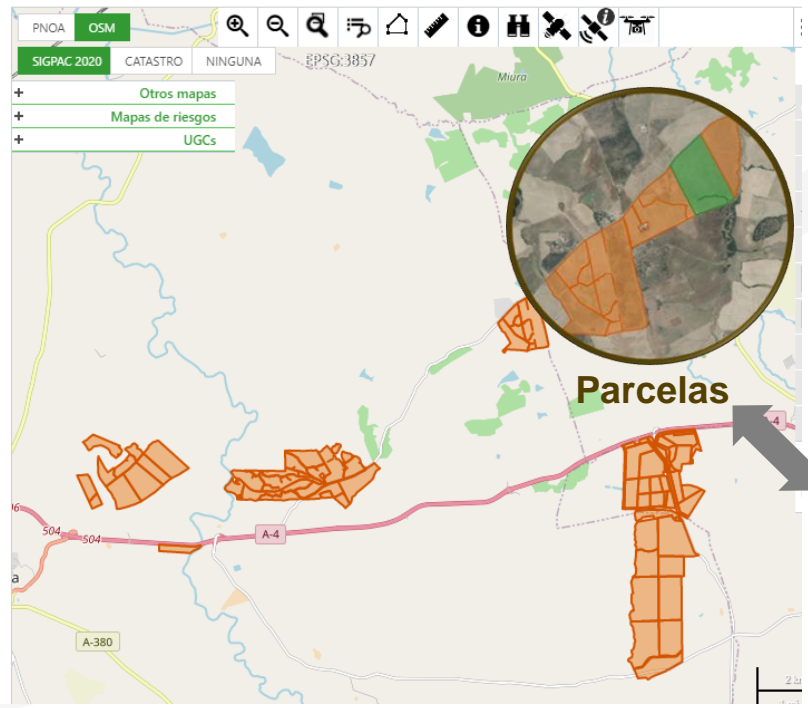 PNOA OSM
SIGPAC 2020 CATASTRO NINGUNA EPSG:3857
+ Otros mapas
+ Mapas de riesgos
+ UGCs
Miura
Parcelas
A-4
504
504
A-4
a
A-380